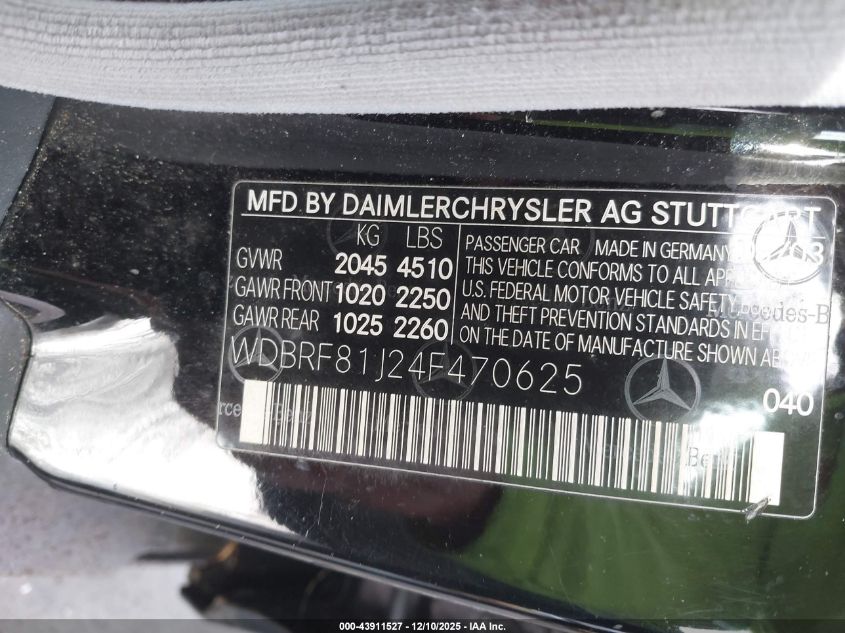 MFD BY DAIMLERCHRYSLER AG STUTTGART
KG LBS
GVWR 2045 4510
GAWR FRONT 1020 2250
GAWR REAR 1025 2260
PASSENGER CAR MADE IN GERMANY
THIS VEHICLE CONFORMS TO ALL
U.S. FEDERAL MOTOR VEHICLE SAFETY
AND THEFT PREVENTION STANDARDS IN
ON THE DATE OF MANUFACTURE SHOWN
WDBRF81J24F470625
040
000-43911527 - 12/10/2025 - IAA Inc.